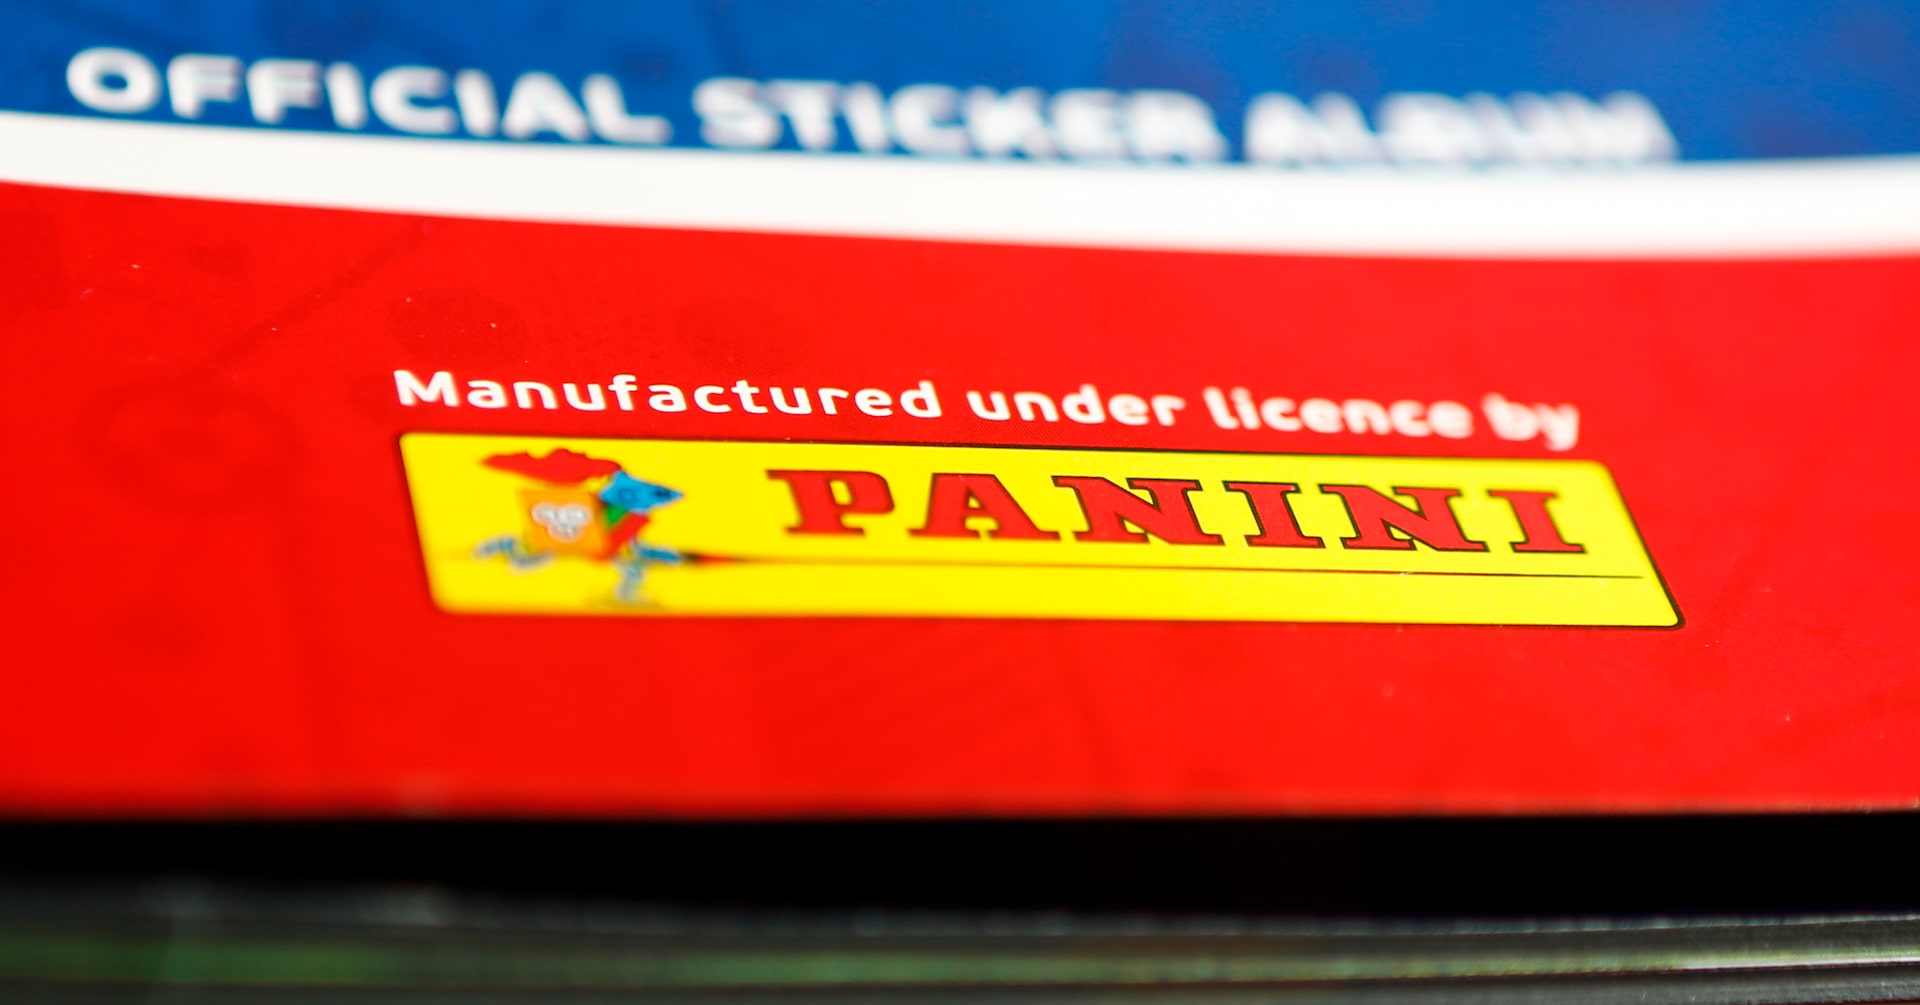 OFFICIAL STICKER ALBUM
Manufactured under licence by
PANINI